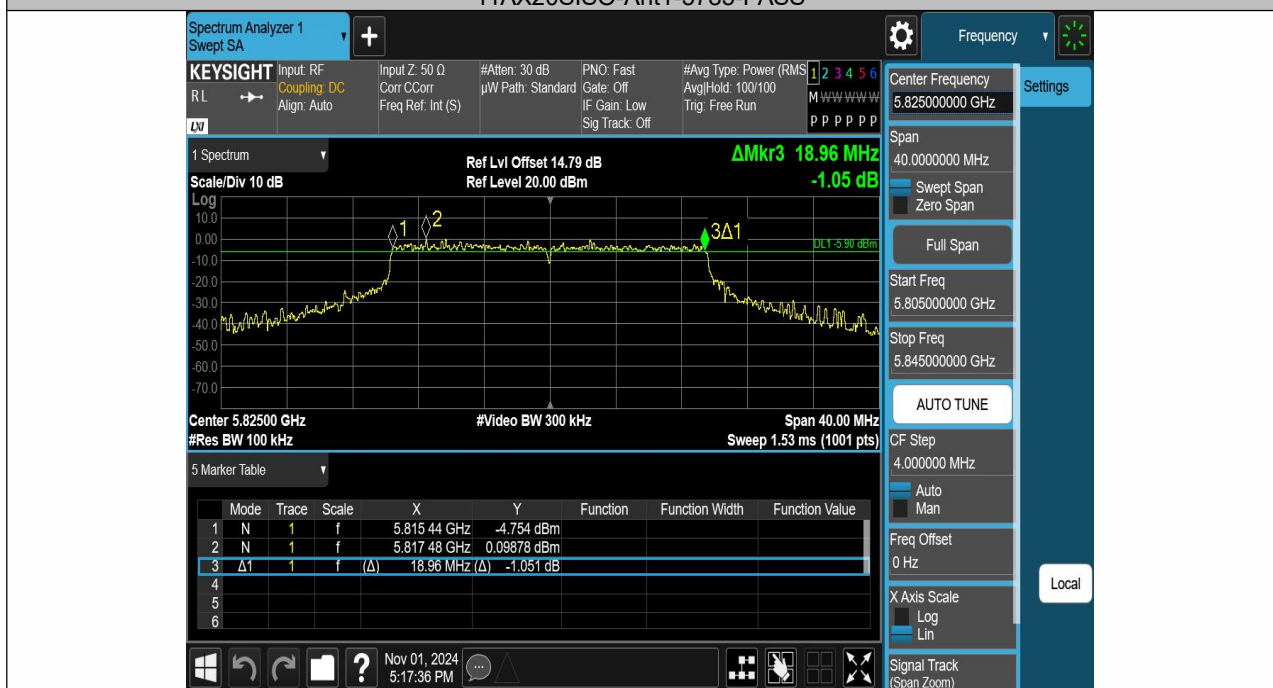 Spectrum Analyzer 1
Swept SA
+
Frequency
KEYSIGHT
RL
LXI
Input: RF
Coupling: DC
Align: Auto
Input Z: 50 Ω
Corr CCorr
Freq Ref: Int (S)
#Atten: 30 dB
µW Path: Standard
PNO: Fast
Gate: Off
IF Gain: Low
Sig Track: Off
#Avg Type: Power (RMS
Avg|Hold: 100/100
Trig: Free Run
1 2 3 4 5 6
M W W W W W
P P P P P P
1 Spectrum
Scale/Div 10 dB
Ref Lvl Offset 14.79 dB
Ref Level 20.00 dBm
ΔMkr3 18.96 MHz
-1.05 dB
Log
10.0
0.00
-10.0
-20.0
-30.0
-40.0
-50.0
-60.0
-70.0
1
2
3Δ1
DL1 -5.90 dBm
Center 5.82500 GHz
#Video BW 300 kHz
Span 40.00 MHz
#Res BW 100 kHz
Sweep 1.53 ms (1001 pts)
5 Marker Table
Mode Trace Scale X Y Function Function Width Function Value
1 N 1 f 5.815 44 GHz -4.754 dBm
2 N 1 f 5.817 48 GHz 0.09878 dBm
3 Δ1 1 f (Δ) 18.96 MHz (Δ) -1.051 dB
4
5
6
Nov 01, 2024
5:17:36 PM
?
Center Frequency
5.825000000 GHz
Span
40.0000000 MHz
Swept Span
Zero Span
Full Span
Start Freq
5.805000000 GHz
Stop Freq
5.845000000 GHz
AUTO TUNE
CF Step
4.000000 MHz
Auto
Man
Freq Offset
0 Hz
X Axis Scale
Log
Lin
Signal Track
(Span Zoom)
Settings
Local